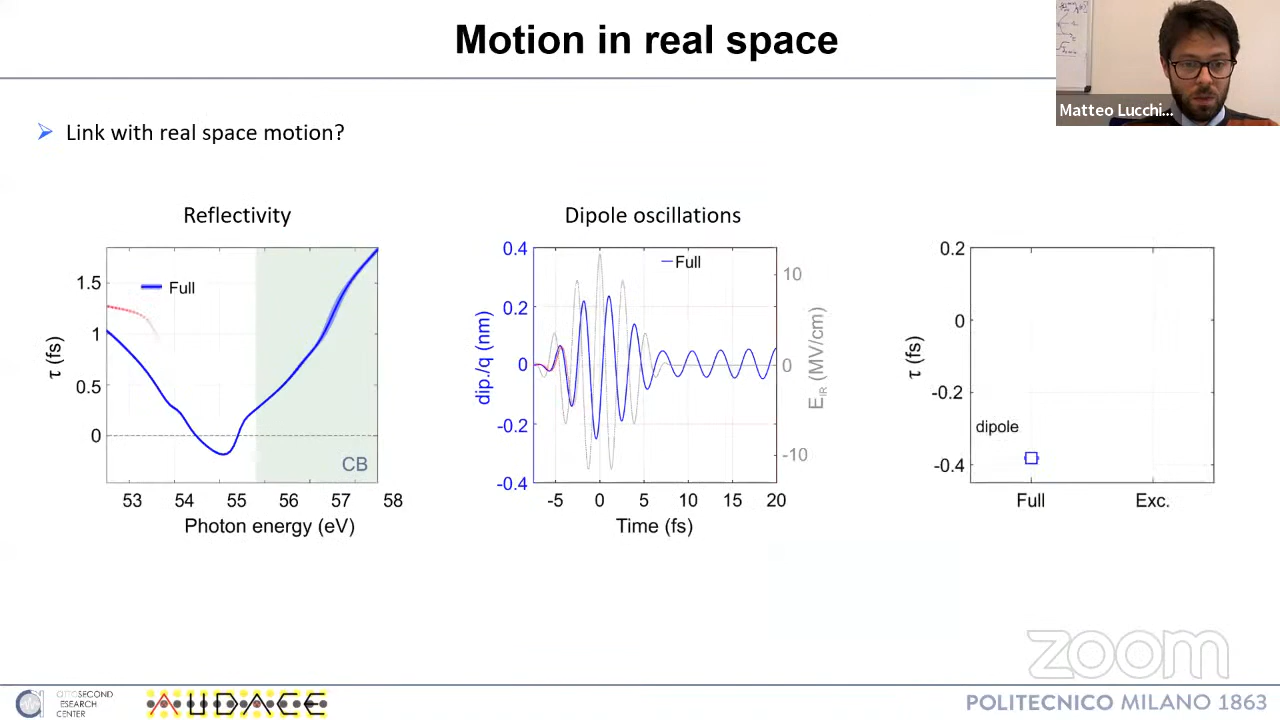 Motion in real space
Matteo Lucchi...
Link with real space motion?
Reflectivity
Full
1.5
1
0.5
0
τ (fs)
CB
53 54 55 56 57 58
Photon energy (eV)
Dipole oscillations
Full
0.4
0.2
0
-0.2
-0.4
dip./q (nm)
10
0
-10
E_IR (MV/cm)
-5 0 5 10 15 20
Time (fs)
0.2
0
-0.2
-0.4
τ (fs)
dipole
Full Exc.
zoom
RESEARCH
CENTER
AUDACE
POLITECNICO MILANO 1863